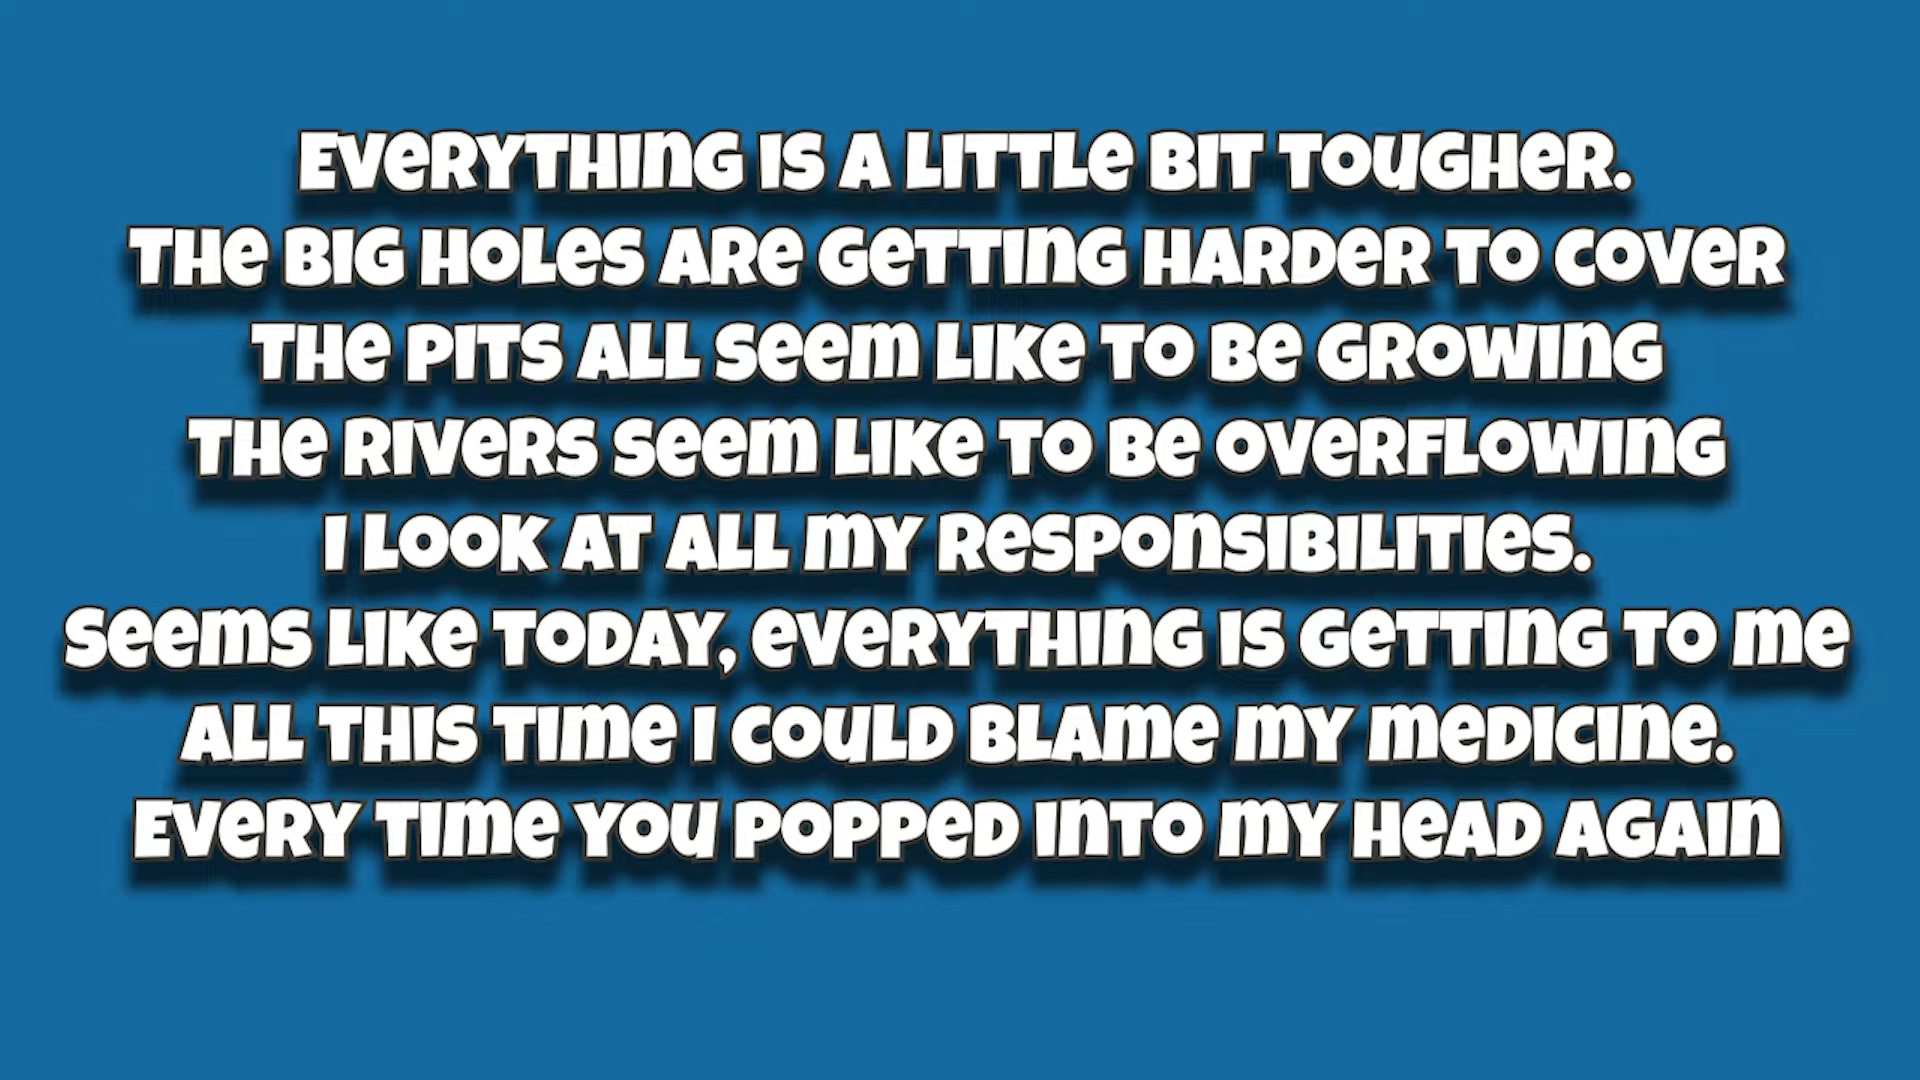 Everything is a little bit tougher.
The big holes are getting harder to cover
The pits all seem like to be growing
The rivers seem like to be overflowing
I look at all my responsibilities.
Seems like today, everything is getting to me
All this time I could blame my medicine.
Every time you popped into my head again